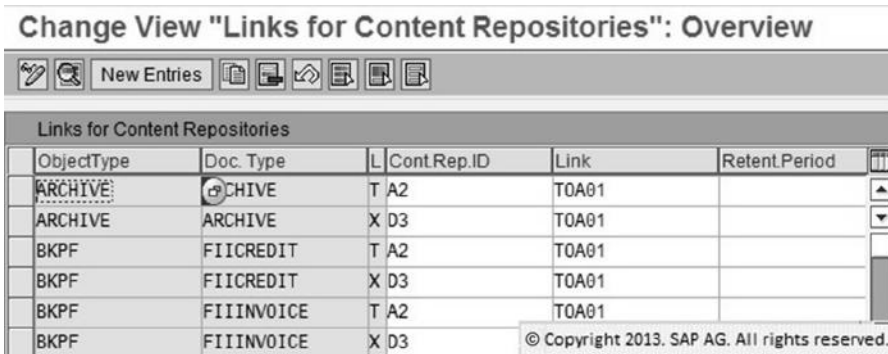 Change View "Links for Content Repositories": Overview
New Entries
Links for Content Repositories
ObjectType Doc. Type L Cont.Rep.ID Link Retent.Period
ARCHIVE CHIVE T A2 TOA01
ARCHIVE ARCHIVE X D3 TOA01
BKPF FIICREDIT T A2 TOA01
BKPF FIICREDIT X D3 TOA01
BKPF FIIINVOICE T A2 TOA01
BKPF FIIINVOICE X D3
© Copyright 2013. SAP AG. All rights reserved.